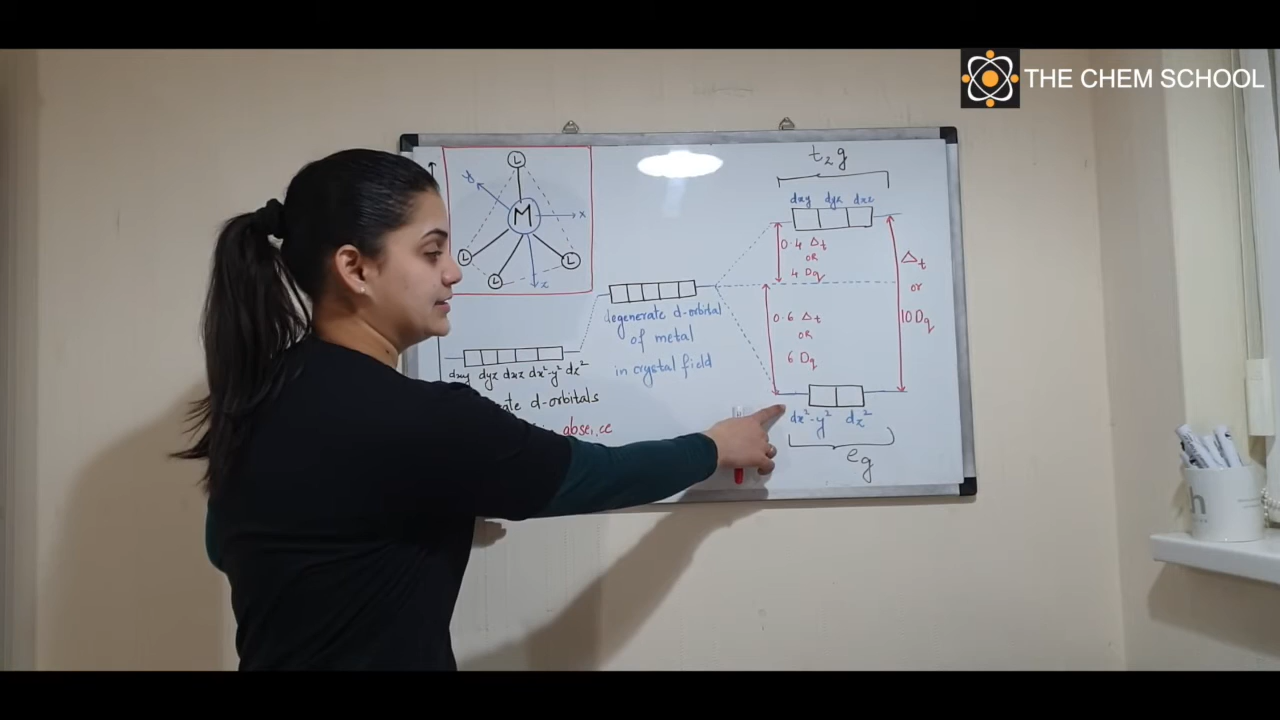 THE CHEM SCHOOL
L
y
M
x
L
L
L
z
dxy dyz dxz dx²-y² dz²
d-orbitals
in
degenerate d-orbital
of metal
in crystal field
t₂g
dxy dyz dxz
0.4 Δt
OR
4 Dq
0.6 Δt
OR
6 Dq
Δt
or
10 Dq
dx²-y² dz²
eg
h